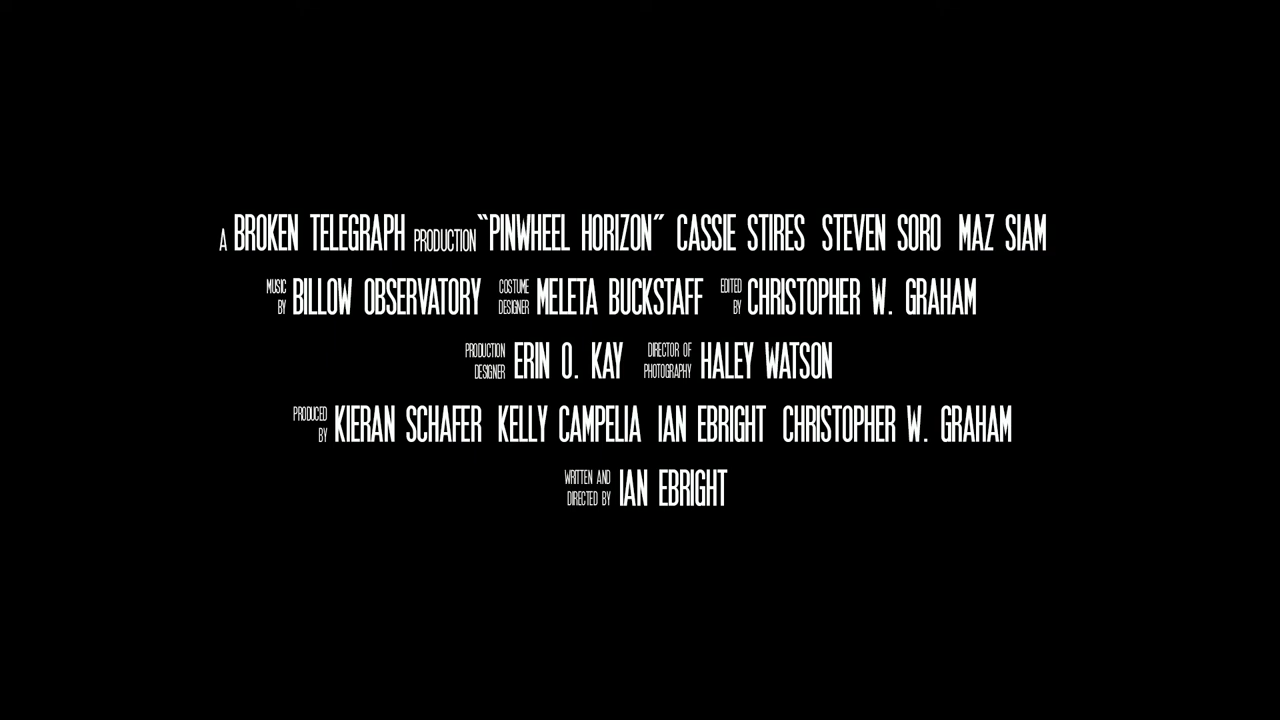 A BROKEN TELEGRAPH PRODUCTION “PINWHEEL HORIZON” CASSIE STIRES STEVEN SORO MAZ SIAM
MUSIC BY BILLOW OBSERVATORY COSTUME DESIGNER MELETA BUCKSTAFF EDITED BY CHRISTOPHER W. GRAHAM
PRODUCTION DESIGNER ERIN O. KAY DIRECTOR OF PHOTOGRAPHY HALEY WATSON
PRODUCED BY KIERAN SCHAFER KELLY CAMPELIA IAN EBRIGHT CHRISTOPHER W. GRAHAM
WRITTEN AND DIRECTED BY IAN EBRIGHT